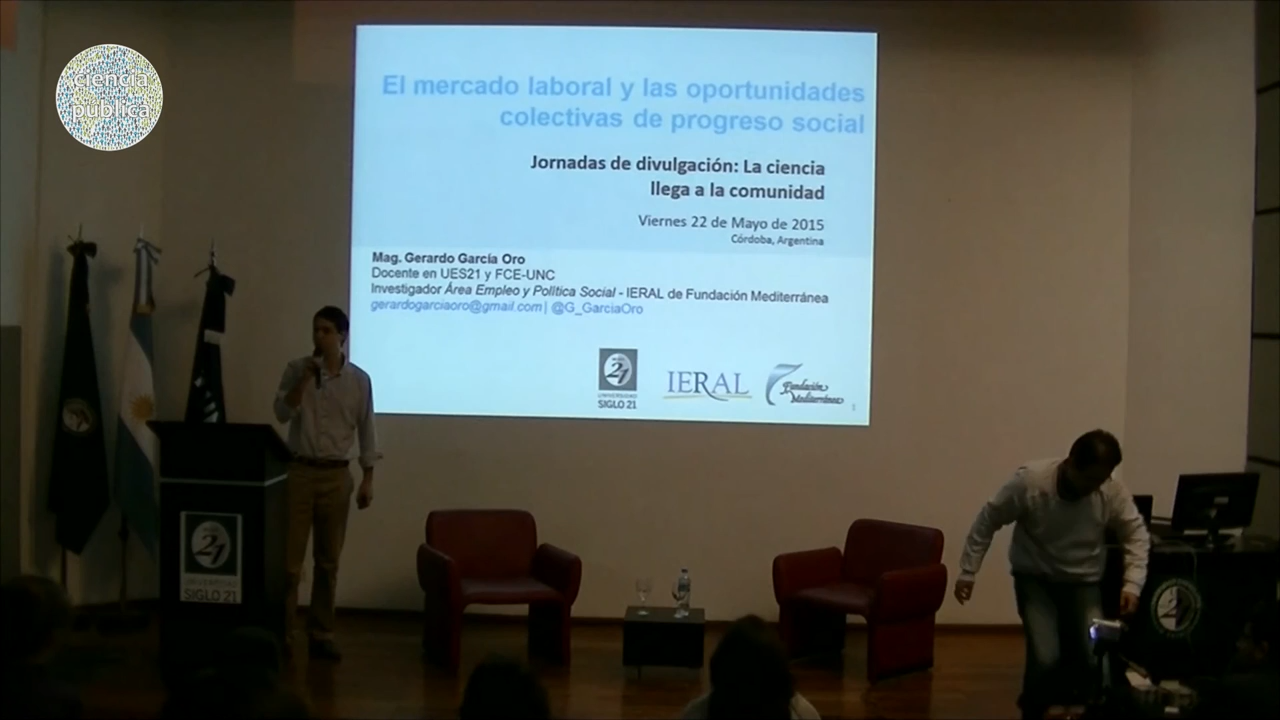 ciencia
pública
El mercado laboral y las oportunidades
colectivas de progreso social
Jornadas de divulgación: La ciencia
llega a la comunidad
Viernes 22 de Mayo de 2015
Córdoba, Argentina
Mag. Gerardo García Oro
Docente en UES21 y FCE-UNC
Investigador Área Empleo y Política Social - IERAL de Fundación Mediterránea
gerardogarciaoro@gmail.com | @G_GarciaOro
21
UNIVERSIDAD
SIGLO 21
IERAL
Fundación
Mediterránea
21
UNIVERSIDAD
SIGLO 21